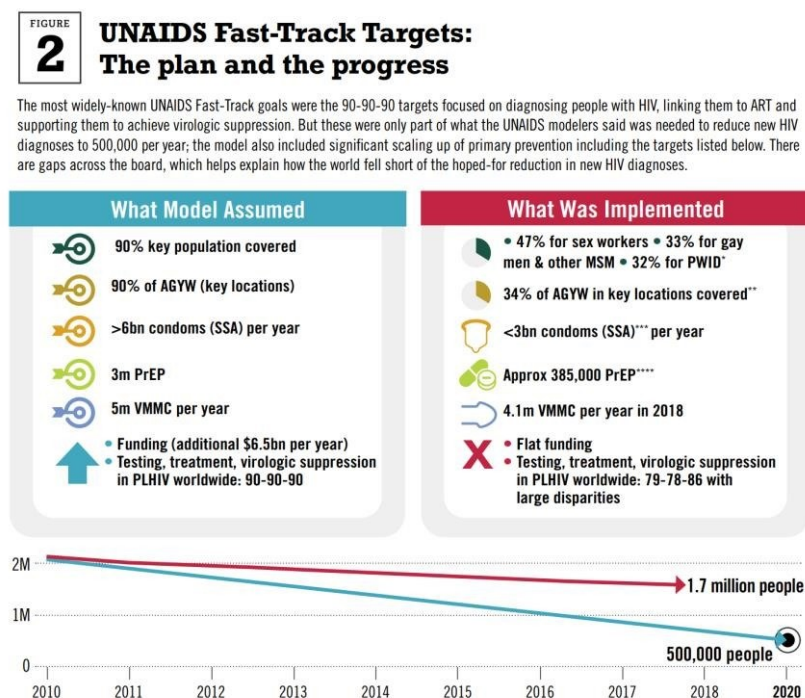 FIGURE
2
UNAIDS Fast-Track Targets:
The plan and the progress
The most widely-known UNAIDS Fast-Track goals were the 90-90-90 targets focused on diagnosing people with HIV, linking them to ART and
supporting them to achieve virologic suppression. But these were only part of what the UNAIDS modelers said was needed to reduce new HIV
diagnoses to 500,000 per year; the model also included significant scaling up of primary prevention including the targets listed below. There
are gaps across the board, which helps explain how the world fell short of the hoped-for reduction in new HIV diagnoses.
What Model Assumed
90% key population covered
90% of AGYW (key locations)
>6bn condoms (SSA) per year
3m PrEP
5m VMMC per year
• Funding (additional $6.5bn per year)
• Testing, treatment, virologic suppression
in PLHIV worldwide: 90-90-90
What Was Implemented
• 47% for sex workers • 33% for gay
men & other MSM • 32% for PWID*
34% of AGYW in key locations covered**
<3bn condoms (SSA)*** per year
Approx 385,000 PrEP****
4.1m VMMC per year in 2018
• Flat funding
• Testing, treatment, virologic suppression
in PLHIV worldwide: 79-78-86 with
large disparities
2M
1M
0
1.7 million people
500,000 people
2010 2011 2012 2013 2014 2015 2016 2017 2018 2020